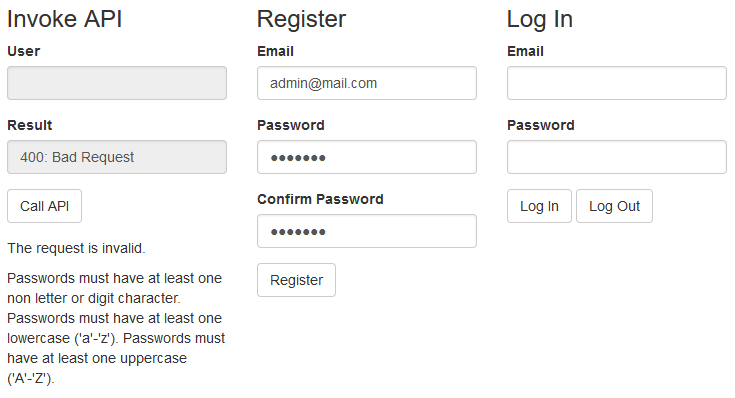 Invoke API
User
Result
400: Bad Request
Call API
The request is invalid.
Passwords must have at least one
non letter or digit character.
Passwords must have at least one
lowercase ('a'-'z'). Passwords must
have at least one uppercase
('A'-'Z').
Register
Email
admin@mail.com
Password
●●●●●●●
Confirm Password
●●●●●●●
Register
Log In
Email
Password
Log In
Log Out